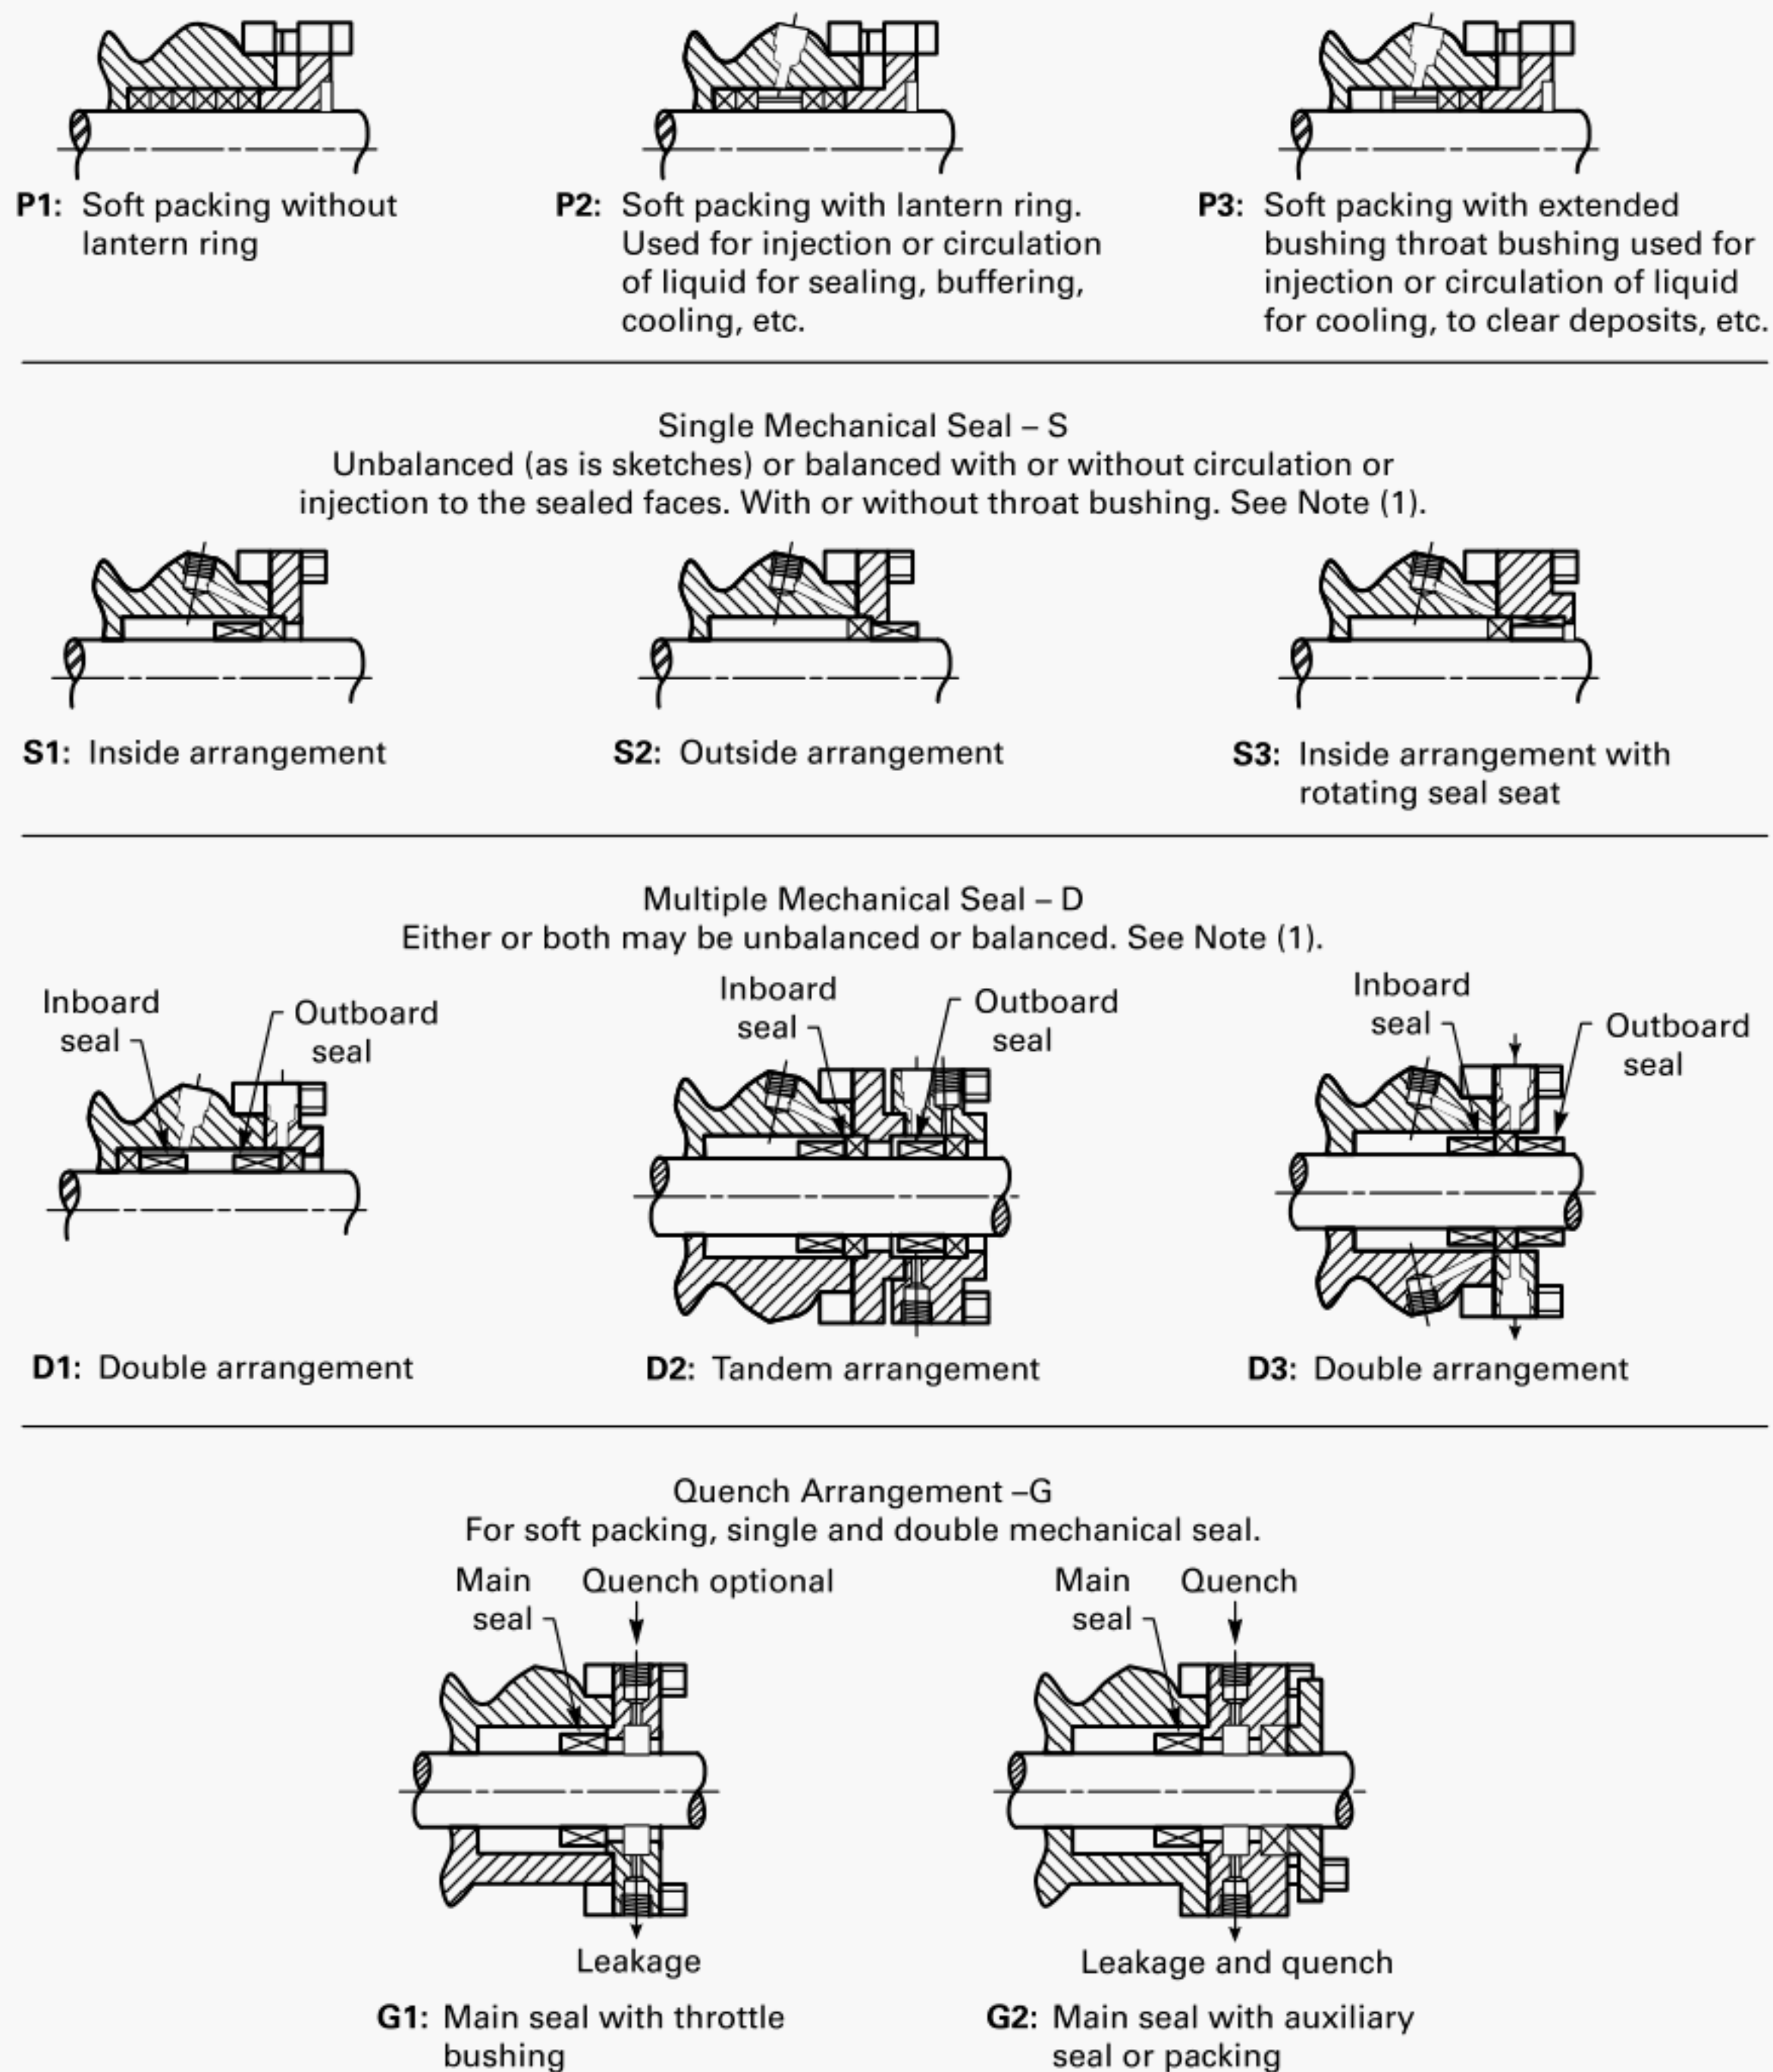 P1: Soft packing without
lantern ring
P2: Soft packing with lantern ring.
Used for injection or circulation
of liquid for sealing, buffering,
cooling, etc.
P3: Soft packing with extended
bushing throat bushing used for
injection or circulation of liquid
for cooling, to clear deposits, etc.
Single Mechanical Seal – S
Unbalanced (as is sketches) or balanced with or without circulation or
injection to the sealed faces. With or without throat bushing. See Note (1).
S1: Inside arrangement
S2: Outside arrangement
S3: Inside arrangement with
rotating seal seat
Multiple Mechanical Seal – D
Either or both may be unbalanced or balanced. See Note (1).
Inboard
seal
Outboard
seal
Inboard
seal
Outboard
seal
Inboard
seal
Outboard
seal
D1: Double arrangement
D2: Tandem arrangement
D3: Double arrangement
Quench Arrangement –G
For soft packing, single and double mechanical seal.
Main
seal
Quench optional
Main
seal
Quench
Leakage
Leakage and quench
G1: Main seal with throttle
bushing
G2: Main seal with auxiliary
seal or packing